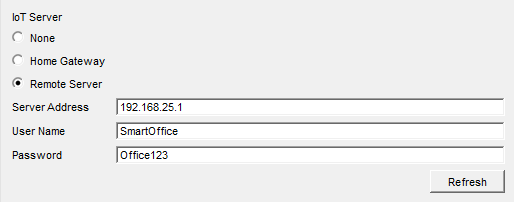 IoT Server
None
Home Gateway
Remote Server
Server Address 192.168.25.1
User Name SmartOffice
Password Office123
Refresh